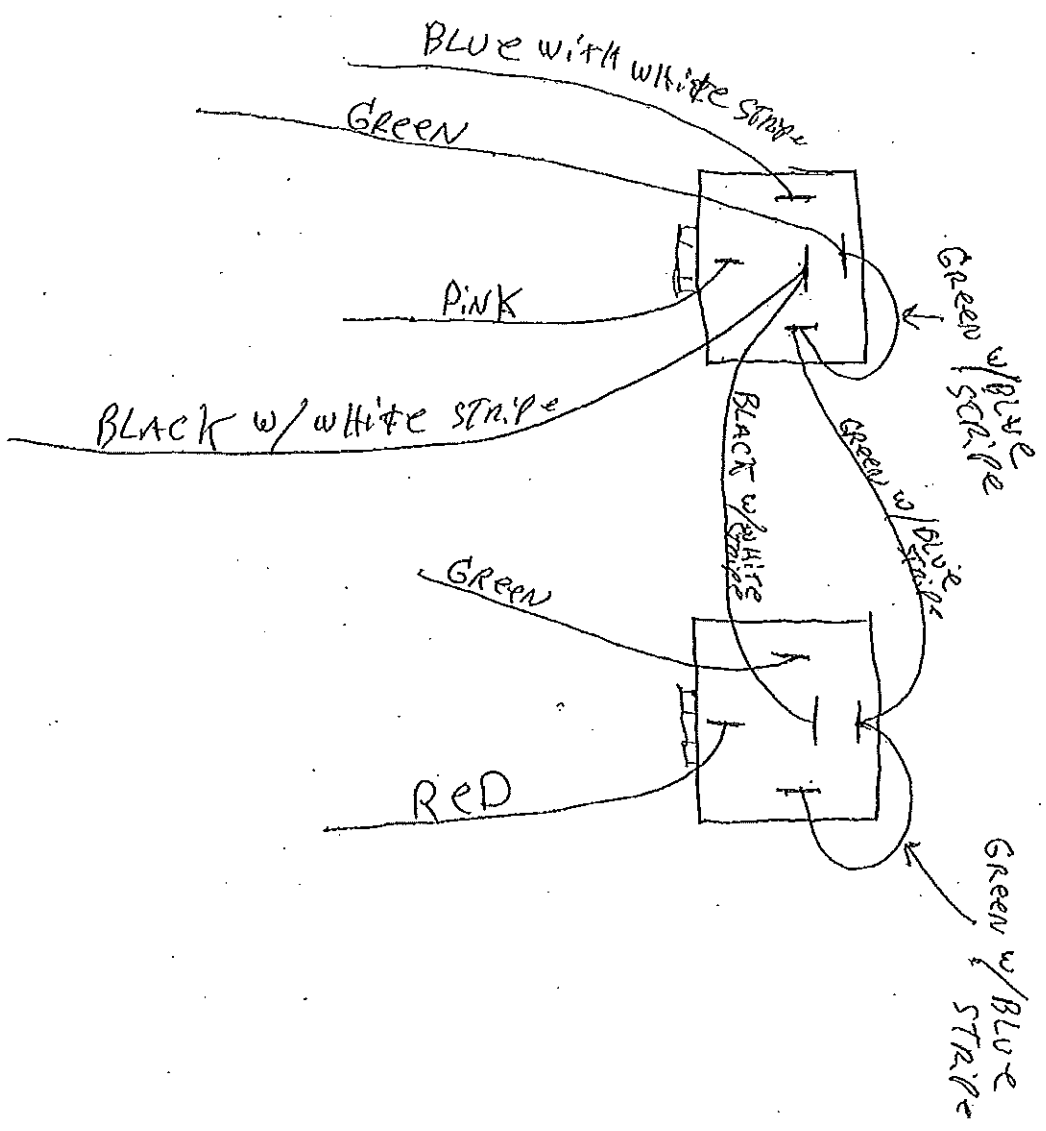 BLUE WITH WHITE STRIPE
GREEN
GREEN W/BLUE
STRIPE
PINK
BLACK W/ WHITE STRIPE
BLACK W/WHITE
STRIPE
GREEN W/BLUE
STRIPE
GREEN
RED
GREEN W/BLUE
STRIPE